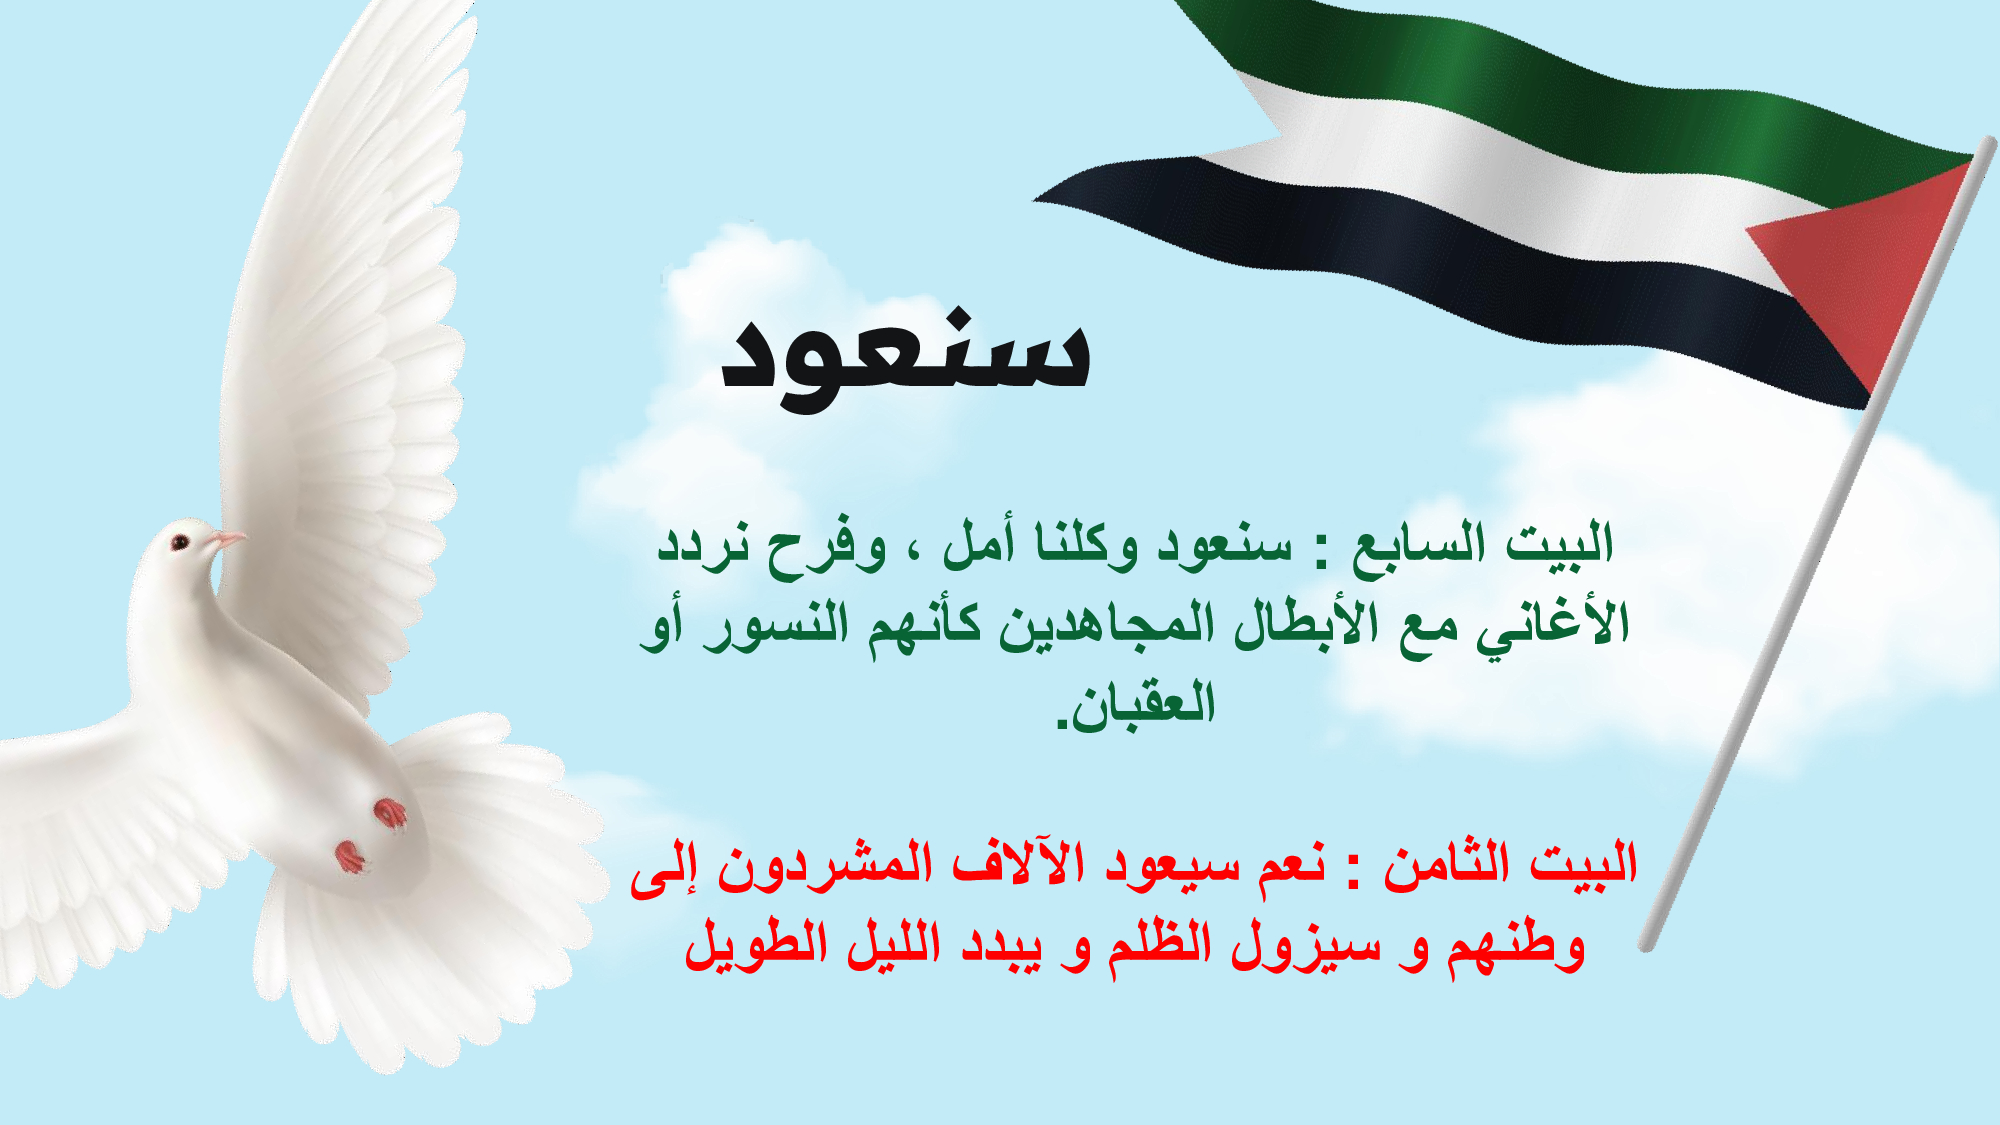 سنعود
البيت السابع : سنعود وكلنا أمل ، وفرح نردد
الأغاني مع الأبطال المجاهدين كأنهم النسور أو
العقبان.
البيت الثامن : نعم سيعود الآلاف المشردون إلى
وطنهم و سيزول الظلم و يبدد الليل الطويل